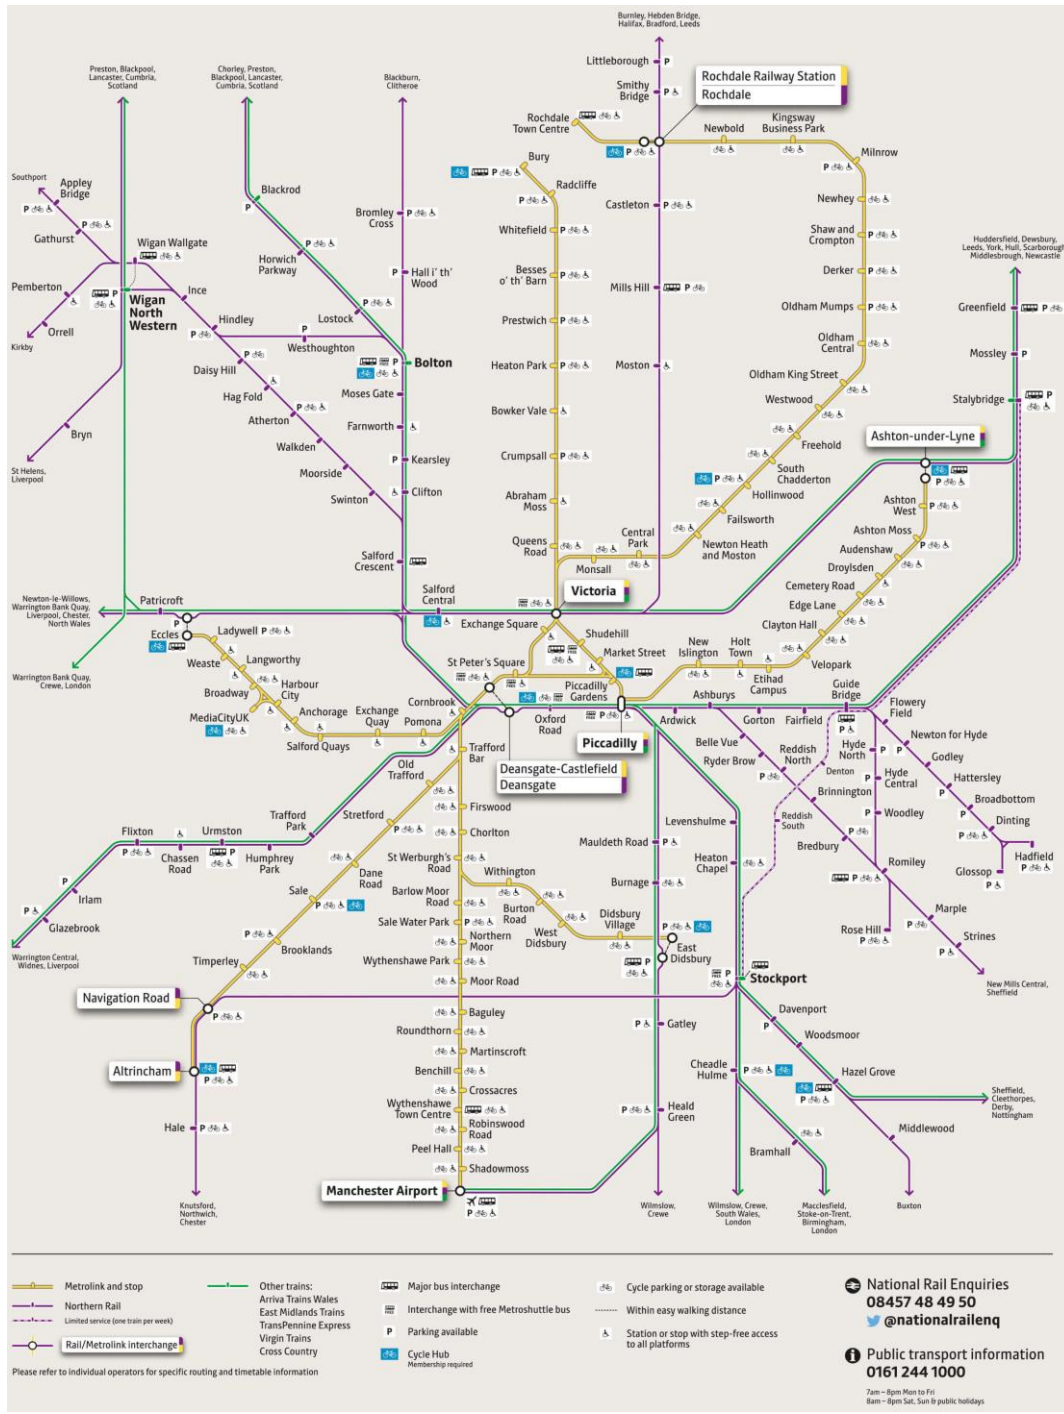 Burnley, Hebden Bridge,
Halifax, Bradford, Leeds
Preston, Blackpool,
Lancaster, Cumbria,
Scotland
Chorley, Preston,
Blackpool, Lancaster,
Cumbria, Scotland
Blackburn,
Clitheroe
Littleborough
P
Smithy
Bridge
P
Rochdale Railway Station
Rochdale
Rochdale
Town Centre
P
Newbold
Kingsway
Business Park
Milnrow
P
Bury
P
Radcliffe
P
Southport
Appley
Bridge
P
Gathurst
P
Blackrod
P
Bromley
Cross
P
Castleton
P
Newhey
Whitefield
P
Shaw and
Crompton
P
Huddersfield, Dewsbury,
Leeds, York, Hull, Scarborough
Middlesbrough, Newcastle
Wigan Wallgate
Horwich
Parkway
P
Hall i' th'
Wood
P
Besses
o' th' Barn
P
Derker
P
Pemberton
P
Wigan
North
Western
Ince
Mills Hill
P
Oldham Mumps
P
Greenfield
P
Lostock
P
Prestwich
P
Orrell
Kirkby
Hindley
P
Westhoughton
P
Oldham
Central
Mossley
P
Bolton
P
Heaton Park
P
Moston
Daisy Hill
P
Oldham King Street
Hag Fold
Moses Gate
Westwood
Stalybridge
P
Bowker Vale
Atherton
P
Bryn
Farnworth
Freehold
Ashton-under-Lyne
P
Walkden
Crumpsall
P
Kearsley
P
South
Chadderton
St Helens,
Liverpool
Moorside
Hollinwood
P
Swinton
Clifton
Abraham
Moss
Failsworth
Ashton
West
P
Ashton Moss
P
Newton Heath
and Moston
Queens
Road
Central
Park
Audenshaw
Monsall
Droylsden
Salford
Crescent
Cemetery Road
Victoria
Newton-le-Willows,
Warrington Bank Quay,
Liverpool, Chester,
North Wales
Patricroft
P
Salford
Central
Edge Lane
Eccles
Ladywell
P
Exchange Square
Clayton Hall
Shudehill
Weaste
Langworthy
St Peter's Square
Market Street
New
Islington
Holt
Town
Velopark
Warrington Bank Quay,
Crewe, London
Broadway
Harbour
City
Piccadilly
Gardens
Etihad
Campus
Guide
Bridge
P
MediaCityUK
Anchorage
Exchange
Quay
Pomona
Cornbrook
Ashburys
Flowery
Field
Salford Quays
Oxford
Road
P
Ardwick
Gorton
Fairfield
Piccadilly
Newton for Hyde
P
Trafford
Bar
Belle Vue
Reddish
North
P
Hyde
North
P
Godley
Ryder Brow
Deansgate-Castlefield
Deansgate
Old
Trafford
Denton
Hattersley
P
Hyde
Central
P
Brinnington
Broadbottom
P
Firswood
Reddish
South
Woodley
P
Dinting
P
Trafford
Park
Stretford
P
Levenshulme
Chorlton
Flixton
P
Urmston
P
Mauldeth Road
P
Bredbury
P
Hadfield
P
Chassen
Road
Humphrey
Park
St Werburgh's
Road
Heaton
Chapel
Romiley
P
Glossop
P
Dane
Road
Withington
Irlam
P
Sale
P
Barlow Moor
Road
Burnage
Burton
Road
Didsbury
Village
Marple
P
Glazebrook
P
Sale Water Park
P
West
Didsbury
P
Rose Hill
P
Brooklands
P
Northern
Moor
East
Didsbury
P
Strines
P
Warrington Central,
Widnes, Liverpool
Timperley
Wythenshawe Park
Moor Road
Stockport
P
New Mills Central,
Sheffield
Navigation Road
P
Baguley
Davenport
P
Roundthorn
Gatley
P
Woodsmoor
Martinscroft
Altrincham
P
Benchill
Cheadle
Hulme
P
Hazel Grove
P
Crossacres
Sheffield,
Cleethorpes,
Derby,
Nottingham
Wythenshawe
Town Centre
Heald
Green
P
Hale
P
Robinswood
Road
Middlewood
Peel Hall
Bramhall
Shadowmoss
Manchester Airport
P
Knutsford,
Northwich,
Chester
Wilmslow,
Crewe
Wilmslow, Crewe,
South Wales,
London
Macclesfield,
Stoke-on-Trent,
Birmingham,
London
Buxton
Metrolink and stop
Northern Rail
Limited service (one train per week)
Rail/Metrolink interchange
Please refer to individual operators for specific routing and timetable information
Other trains:
Arriva Trains Wales
East Midlands Trains
TransPennine Express
Virgin Trains
Cross Country
Major bus interchange
Interchange with free Metroshuttle bus
P Parking available
Cycle Hub
Membership required
Cycle parking or storage available
Within easy walking distance
Station or stop with step-free access
to all platforms
National Rail Enquiries
08457 48 49 50
@nationalrailenq
Public transport information
0161 244 1000
7am – 8pm Mon to Fri
8am – 8pm Sat, Sun & public holidays